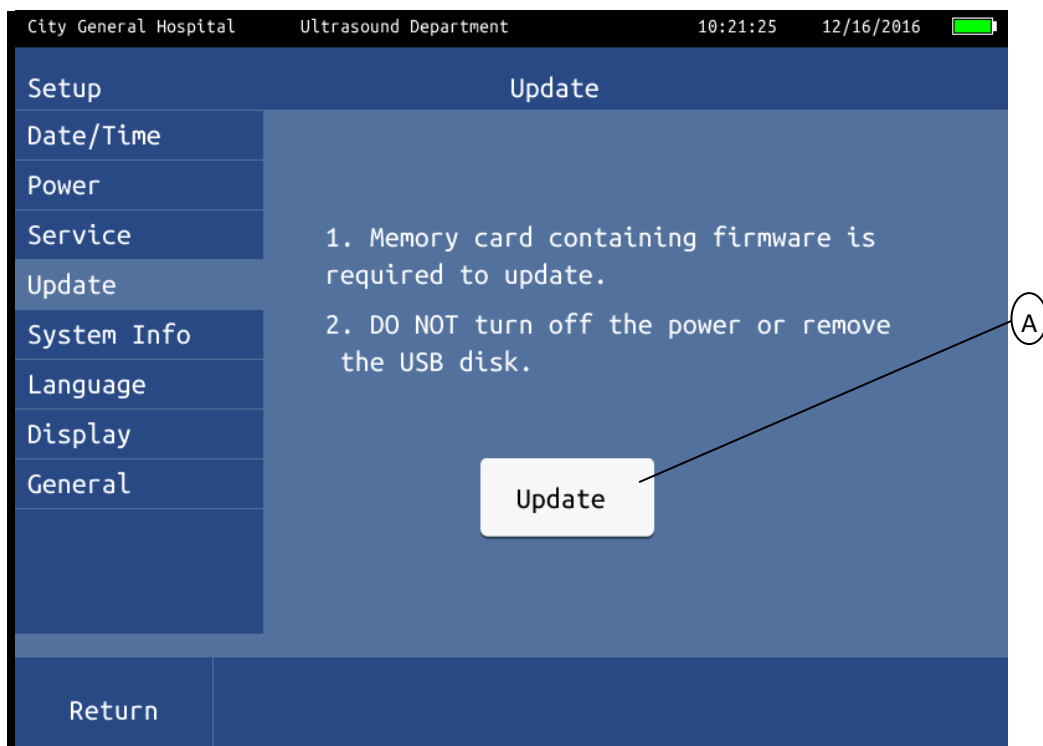 City General Hospital Ultrasound Department 10:21:25 12/16/2016
Setup Update
Date/Time
Power
Service
Update
System Info
Language
Display
General
1. Memory card containing firmware is
required to update.
2. DO NOT turn off the power or remove
the USB disk.
A
Update
Return